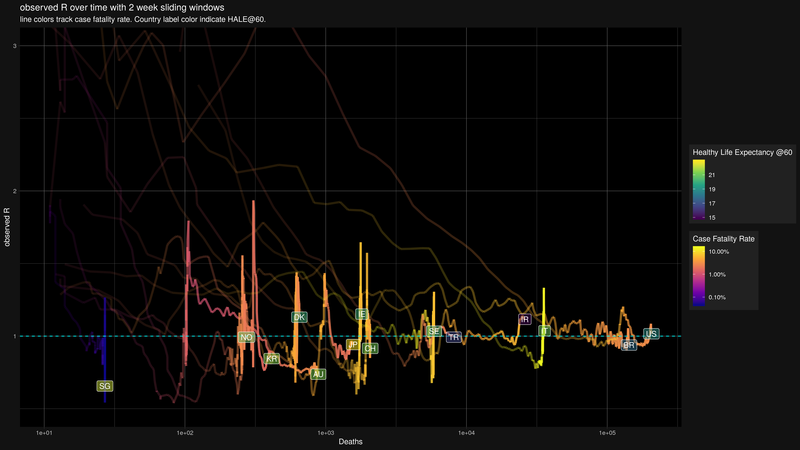 observed R over time with 2 week sliding windows
line colors track case fatality rate. Country label color indicate HALE@60.
3
2
1
observed R
IR
DK
IE
NO
SE
IT
US
TR
JP
CH
BR
KR
AU
SG
1e+01
1e+02
1e+03
1e+04
1e+05
Deaths
Healthy Life Expectancy @60
21
19
17
15
Case Fatality Rate
10.00%
1.00%
0.10%